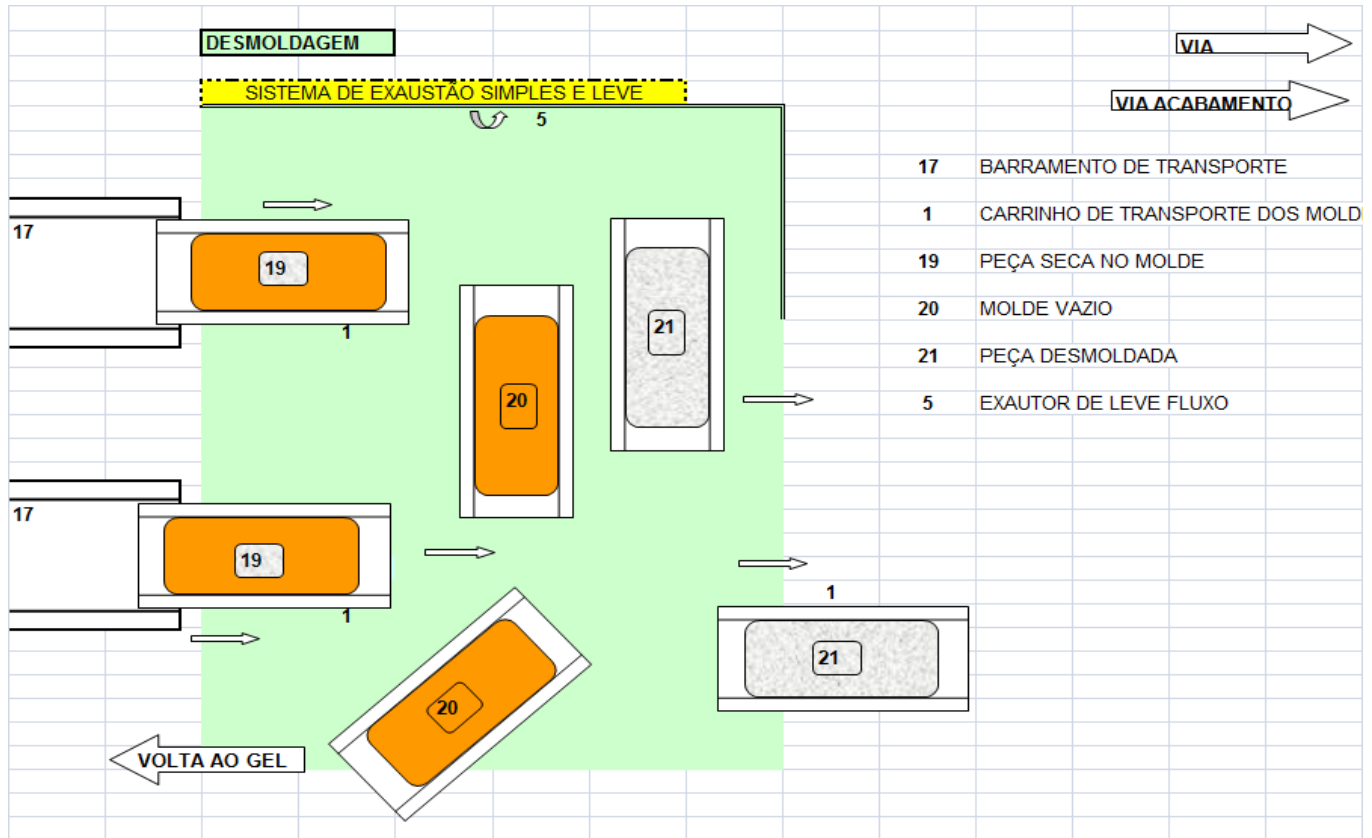 DESMOLDAGEM
VIA
SISTEMA DE EXAUSTÃO SIMPLES E LEVE
VIA ACABAMENTO
5
17 BARRAMENTO DE TRANSPORTE
1 CARRINHO DE TRANSPORTE DOS MOLD
17
19
19 PEÇA SECA NO MOLDE
20 MOLDE VAZIO
1
21
21 PEÇA DESMOLDADA
20
5 EXAUTOR DE LEVE FLUXO
17
19
1
1
21
20
VOLTA AO GEL